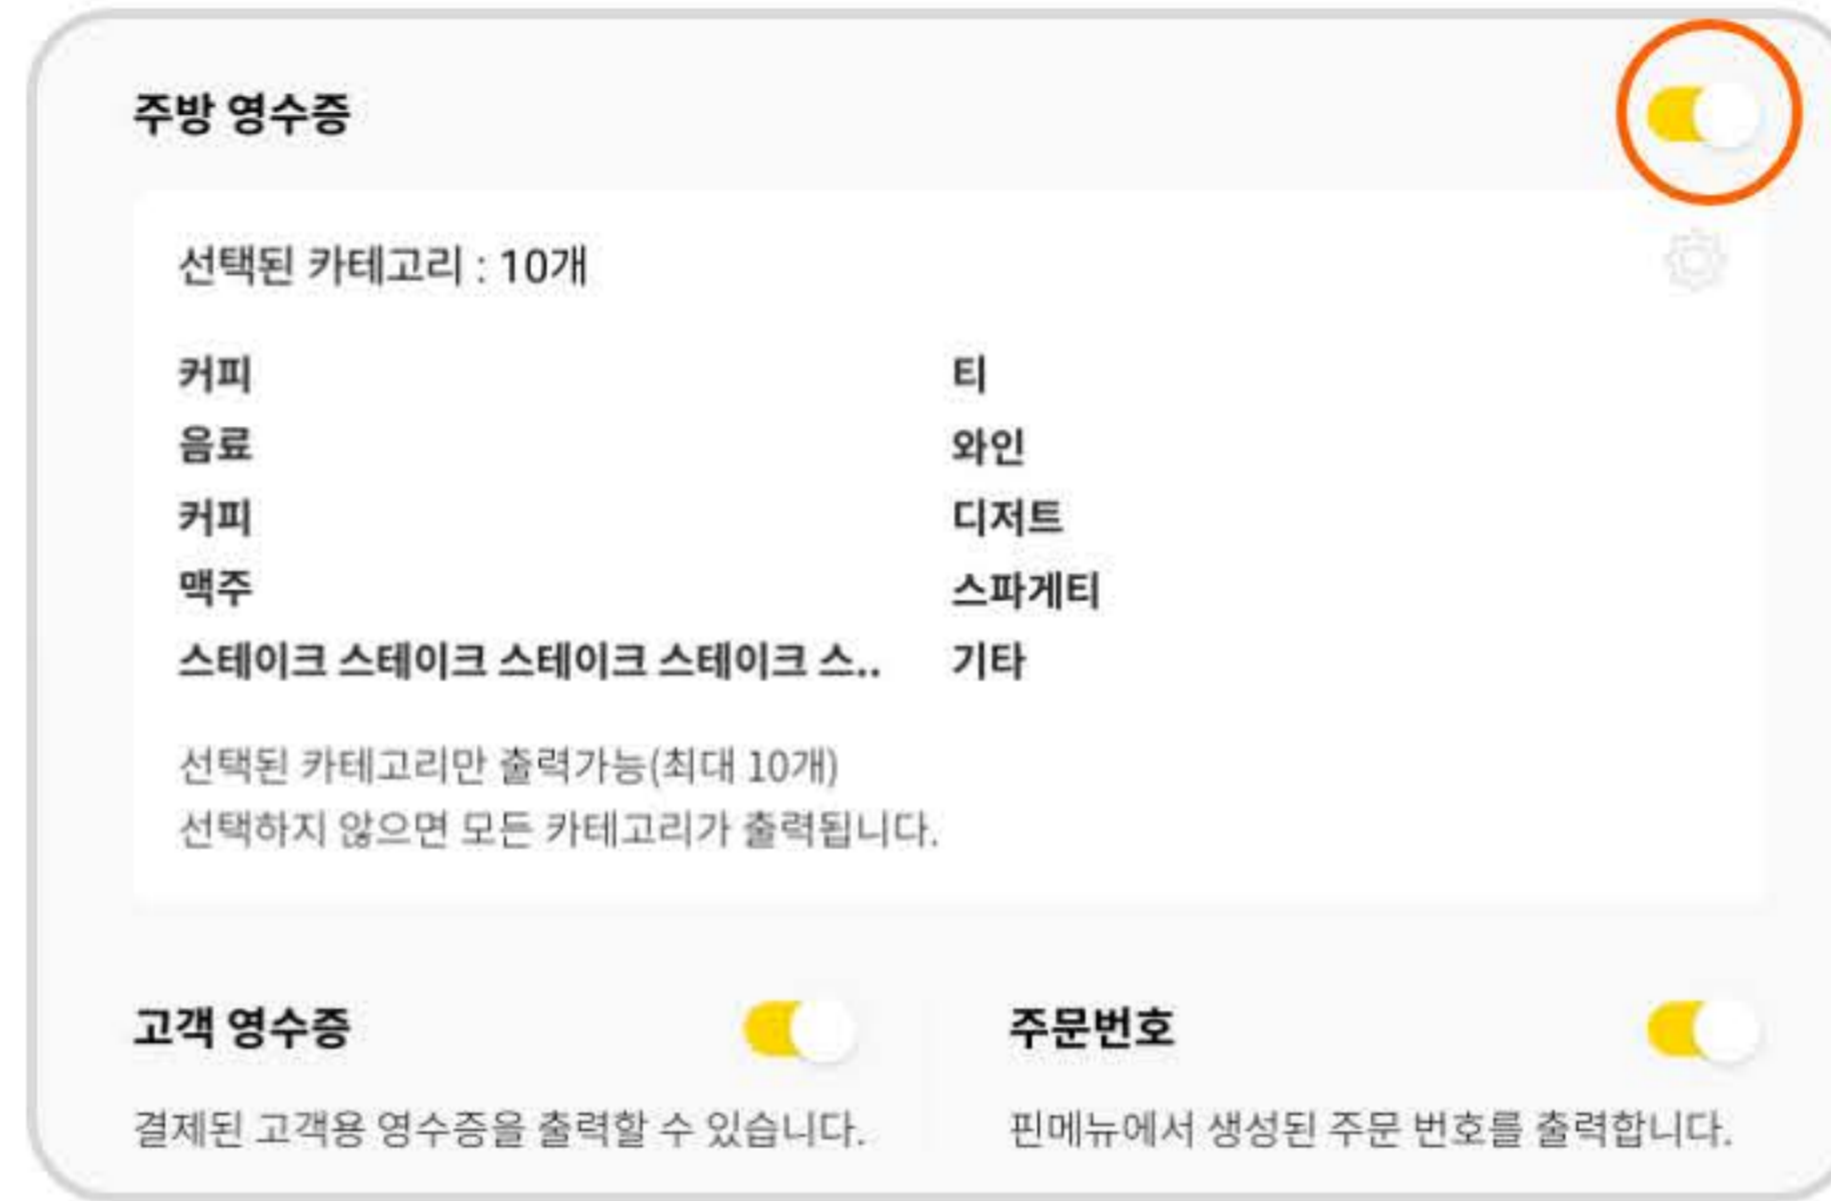 주방 영수증
선택된 카테고리 : 10개
커피
티
음료
와인
커피
디저트
맥주
스파게티
스테이크 스테이크 스테이크 스테이크 스..
기타
선택된 카테고리만 출력가능(최대 10개)
선택하지 않으면 모든 카테고리가 출력됩니다.
고객 영수증
결제된 고객용 영수증을 출력할 수 있습니다.
주문번호
핀메뉴에서 생성된 주문 번호를 출력합니다.